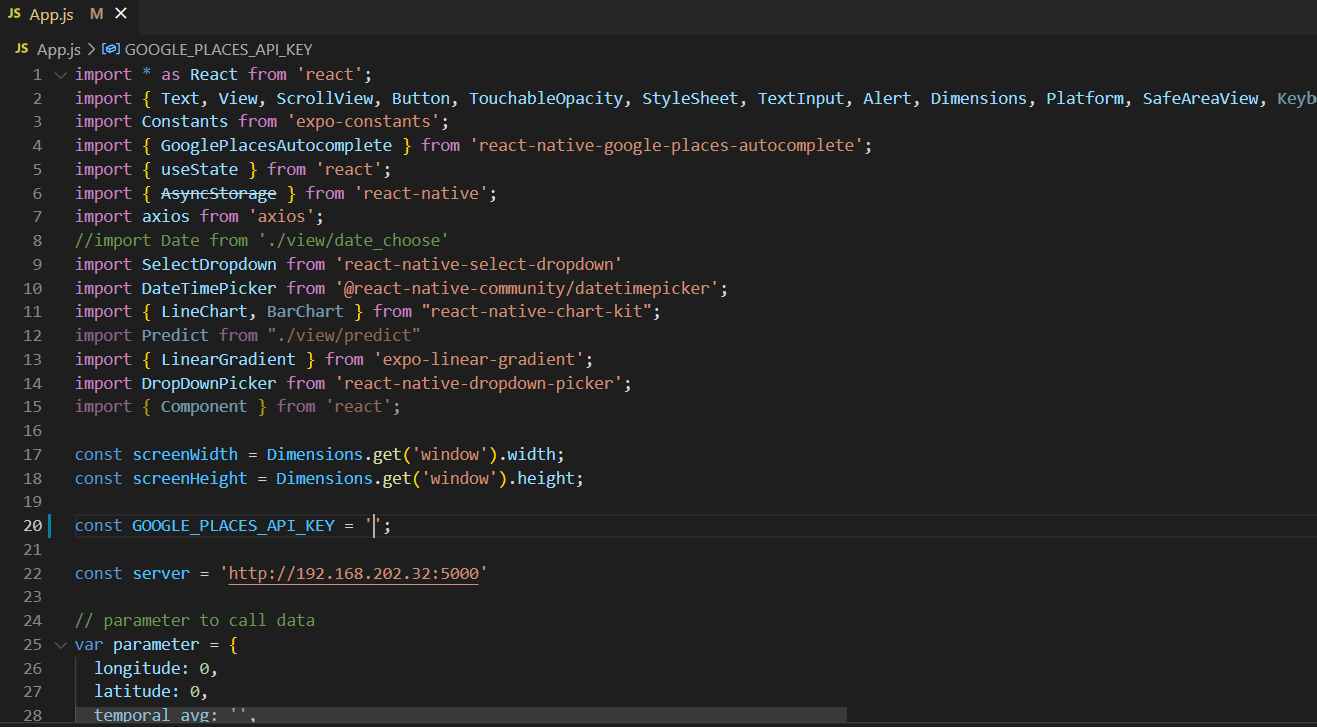 JS App.js M ×
JS App.js > GOOGLE_PLACES_API_KEY
1 import * as React from 'react';
2 import { Text, View, ScrollView, Button, TouchableOpacity, StyleSheet, TextInput, Alert, Dimensions, Platform, SafeAreaView, Keyb
3 import Constants from 'expo-constants';
4 import { GooglePlacesAutocomplete } from 'react-native-google-places-autocomplete';
5 import { useState } from 'react';
6 import { AsyncStorage } from 'react-native';
7 import axios from 'axios';
8 //import Date from './view/date_choose'
9 import SelectDropdown from 'react-native-select-dropdown'
10 import DateTimePicker from '@react-native-community/datetimepicker';
11 import { LineChart, BarChart } from "react-native-chart-kit";
12 import Predict from "./view/predict"
13 import { LinearGradient } from 'expo-linear-gradient';
14 import DropDownPicker from 'react-native-dropdown-picker';
15 import { Component } from 'react';
16
17 const screenWidth = Dimensions.get('window').width;
18 const screenHeight = Dimensions.get('window').height;
19
20 const GOOGLE_PLACES_API_KEY = '';
21
22 const server = 'http://192.168.202.32:5000'
23
24 // parameter to call data
25 var parameter = {
26 longitude: 0,
27 latitude: 0,
28 temporal_avg: '',